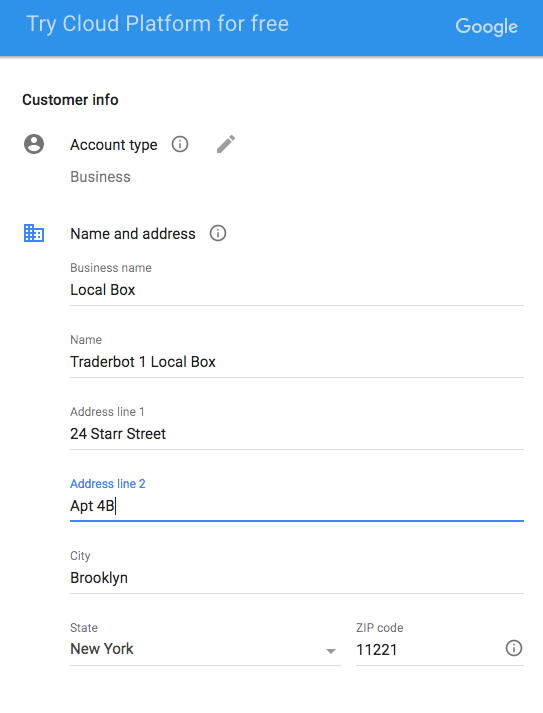 Try Cloud Platform for free
Google
Customer info
Account type
Business
Name and address
Business name
Local Box
Name
Traderbot 1 Local Box
Address line 1
24 Starr Street
Address line 2
Apt 4B
City
Brooklyn
State
ZIP code
New York
11221